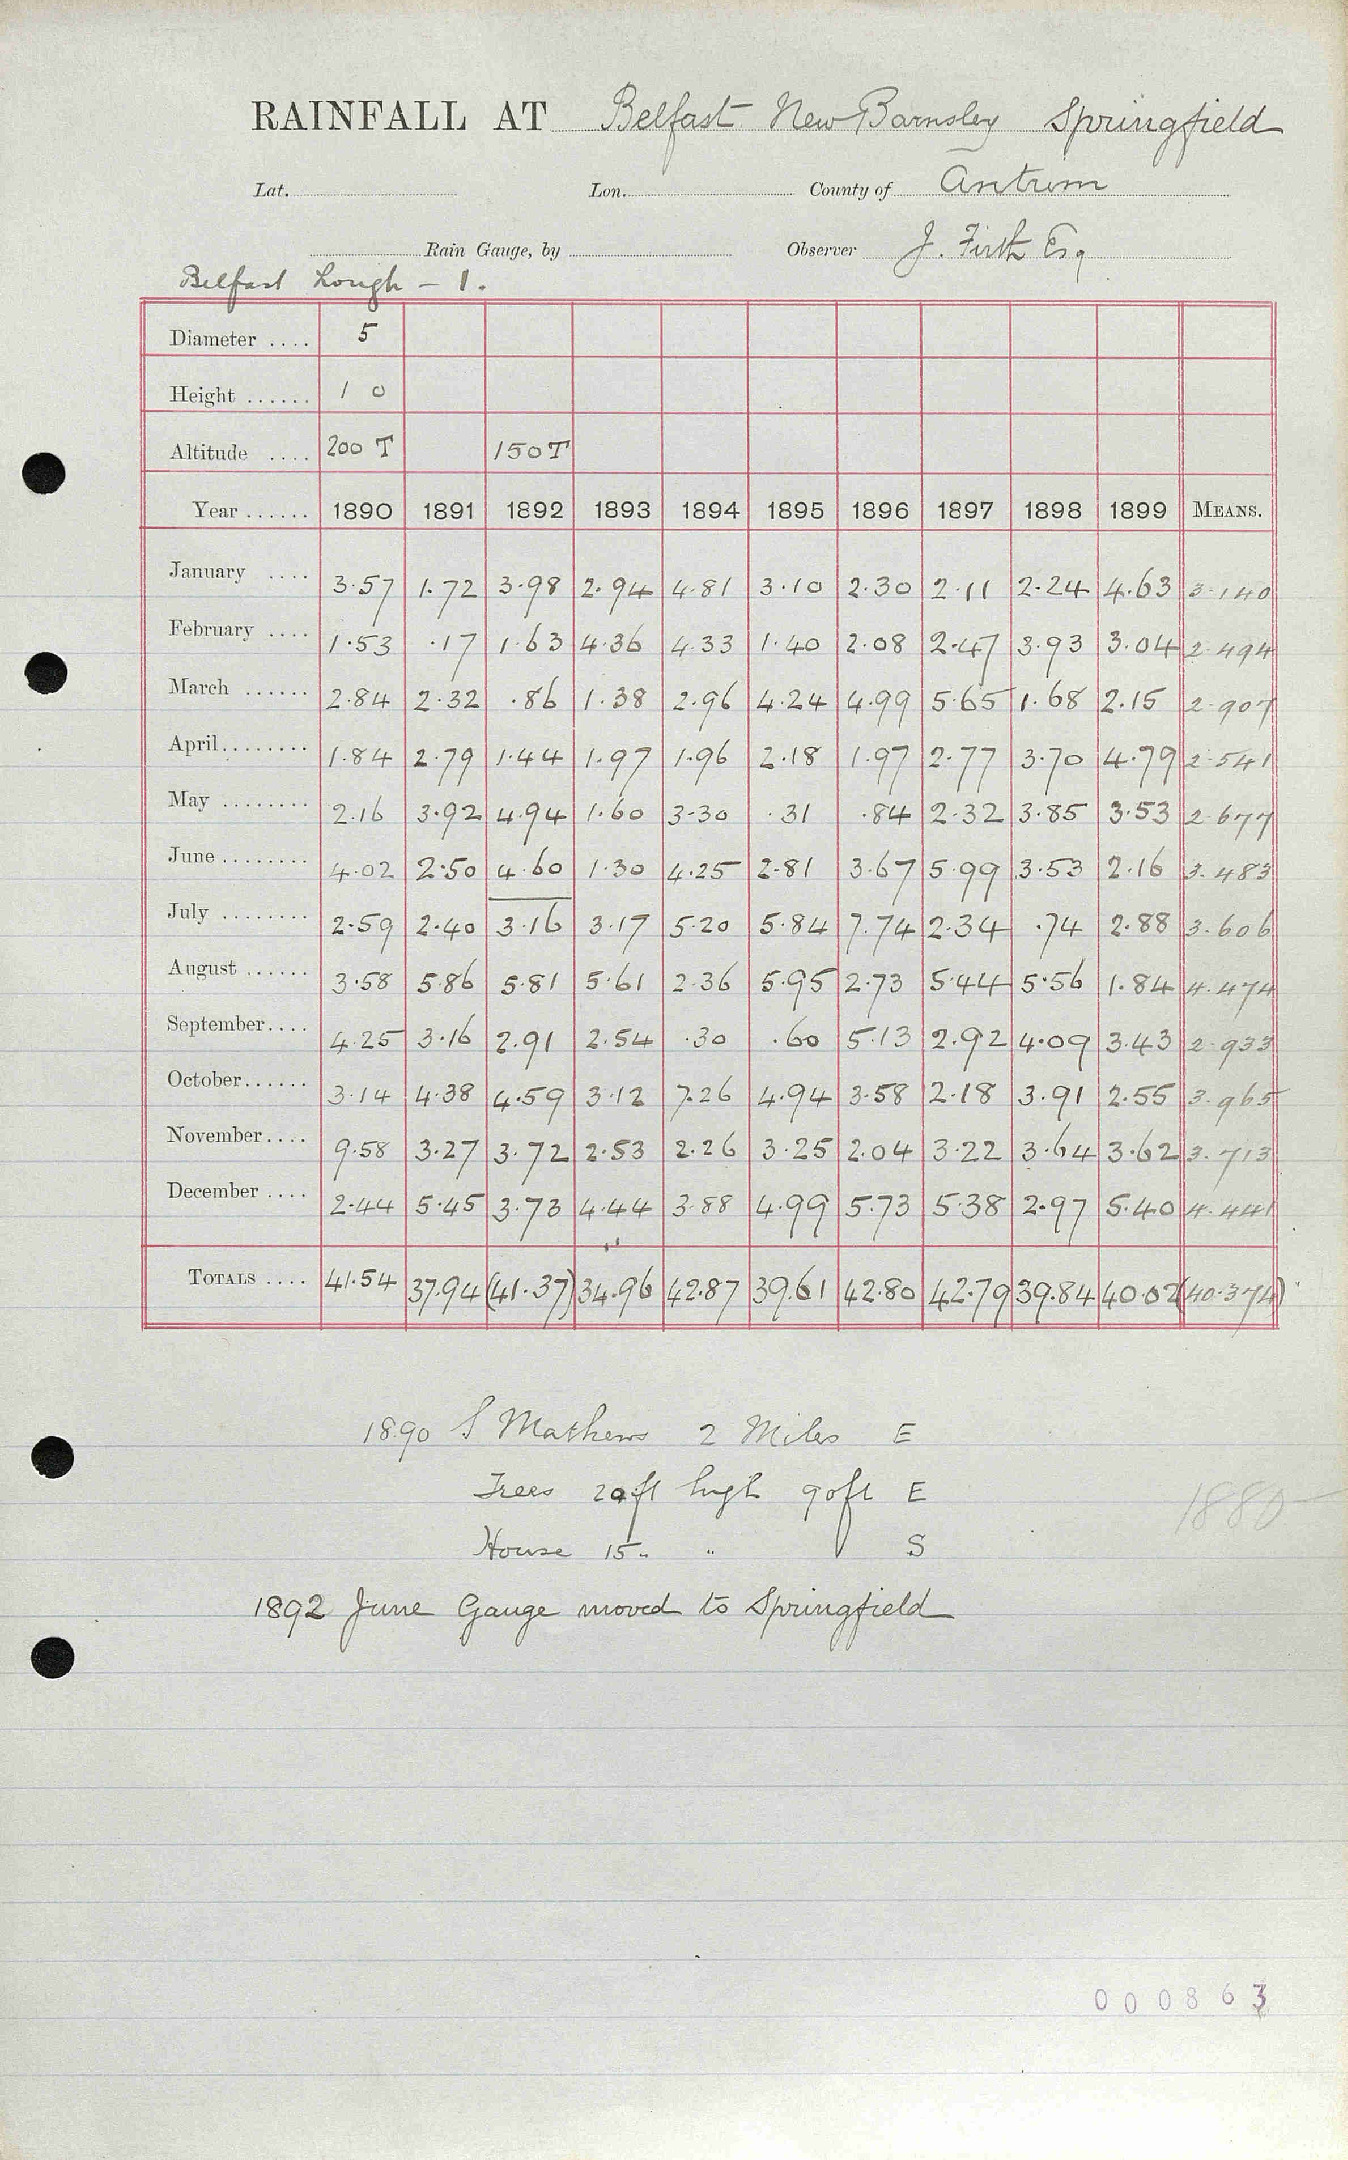 RAINFALL AT Belfast New Barnsley Springfield
Lat. Lon. County of Antrim
Rain Gauge, by Observer J. Firth Esq
Belfast Lough - 1.
Diameter .... 5
Height ...... 1 0
Altitude .... 200 T 150 T
Year ...... 1890 1891 1892 1893 1894 1895 1896 1897 1898 1899 MEANS.
January .... 3.57 1.72 3.98 2.94 4.81 3.10 2.30 2.11 2.24 4.63 3.140
February .... 1.53 .17 1.63 4.36 4.33 1.40 2.08 2.47 3.93 3.04 2.494
March ...... 2.84 2.32 .86 1.38 2.96 4.24 4.99 5.65 1.68 2.15 2.907
April........ 1.84 2.79 1.44 1.97 1.96 2.18 1.97 2.77 3.70 4.79 2.541
May ........ 2.16 3.92 4.94 1.60 3.30 .31 .84 2.32 3.85 3.53 2.677
June ........ 4.02 2.50 4.60 1.30 4.25 2.81 3.67 5.99 3.53 2.16 3.483
July ........ 2.59 2.40 3.16 3.17 5.20 5.84 7.74 2.34 .74 2.88 3.606
August ...... 3.58 5.86 5.81 5.61 2.36 5.95 2.73 5.44 5.56 1.84 4.474
September.... 4.25 3.16 2.91 2.54 .30 .60 5.13 2.92 4.09 3.43 2.933
October...... 3.14 4.38 4.59 3.12 7.26 4.94 3.58 2.18 3.91 2.55 3.965
November.... 9.58 3.27 3.72 2.53 2.26 3.25 2.04 3.22 3.64 3.62 3.713
December .... 2.44 5.45 3.73 4.44 3.88 4.99 5.73 5.38 2.97 5.40 4.441
TOTALS .... 41.54 37.94 (41.37) 34.96 42.87 39.61 42.80 42.79 39.84 40.02 (40.374)
1890 S Mathews 2 Miles E
Trees 20 ft high 90 ft E
House 15 " " S
1880
1892 June Gauge moved to Springfield
000863